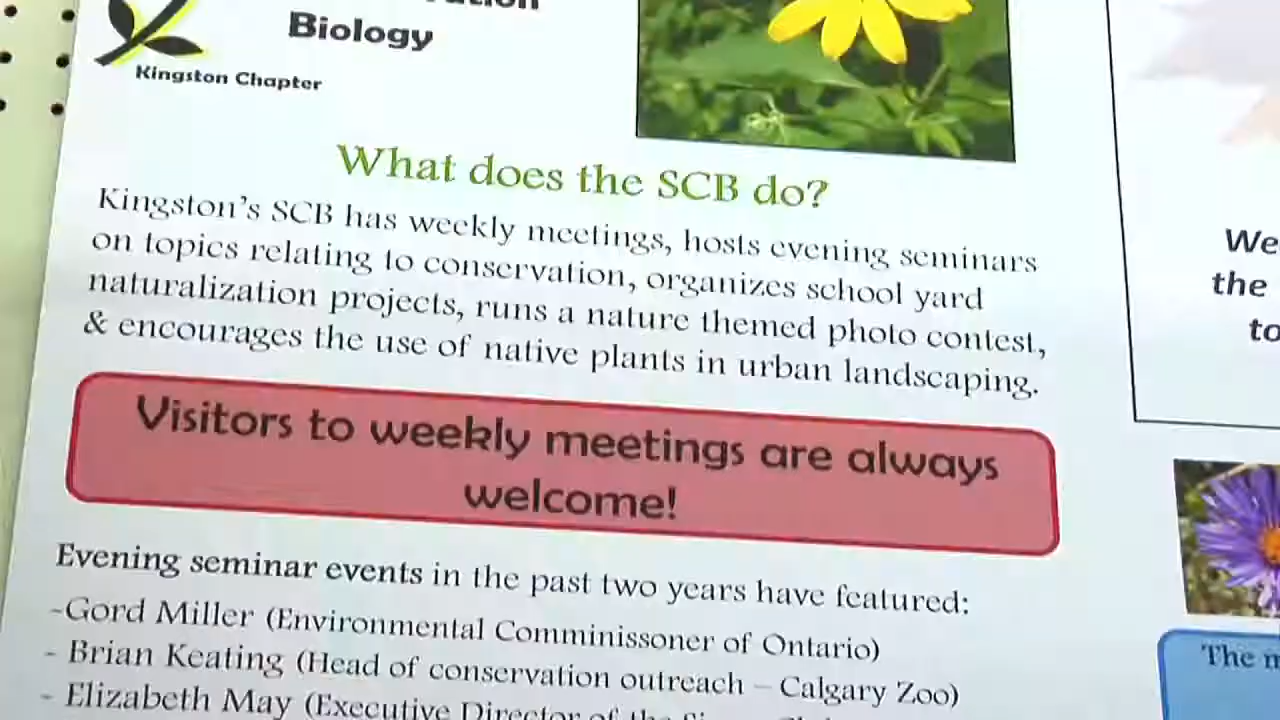 Biology
Kingston Chapter
What does the SCB do?
Kingston's SCB has weekly meetings, hosts evening seminars
on topics relating to conservation, organizes school yard
naturalization projects, runs a nature themed photo contest,
& encourages the use of native plants in urban landscaping.
Visitors to weekly meetings are always
welcome!
Evening seminar events in the past two years have featured:
-Gord Miller (Environmental Comminissoner of Ontario)
- Brian Keating (Head of conservation outreach – Calgary Zoo)
- Elizabeth May (Executive Director of the
We
the
to
The